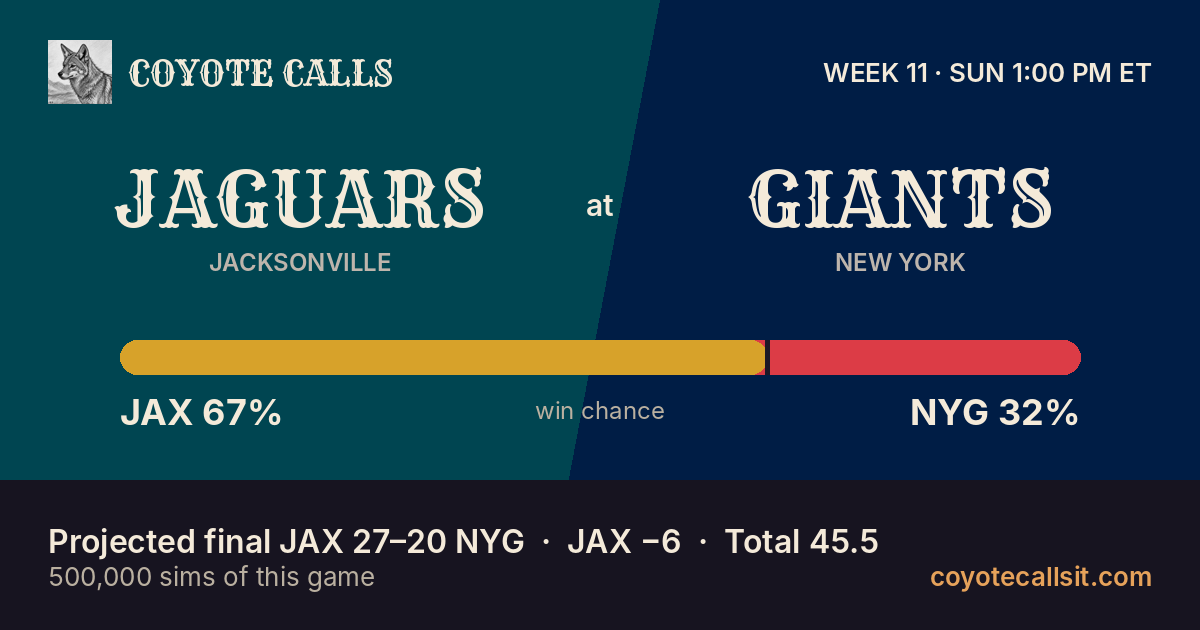 COYOTE CALLS
WEEK 11 · SUN 1:00 PM ET
JAGUARS
at
GIANTS
JACKSONVILLE
NEW YORK
JAX 67%
win chance
NYG 32%
Projected final JAX 27–20 NYG · JAX −6 · Total 45.5
500,000 sims of this game
coyotecallsit.com